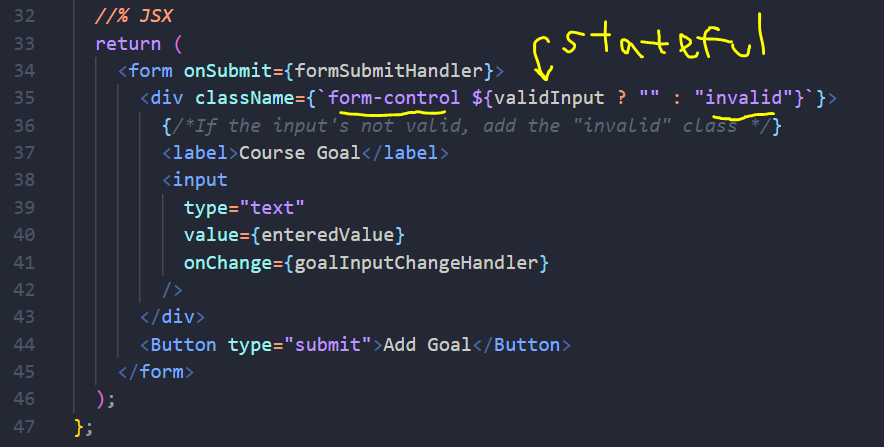 stateful
32 //% JSX
33 return (
34 <form onSubmit={formSubmitHandler}>
35 <div className={`form-control ${validInput ? "" : "invalid"}`}>
36 {/*If the input's not valid, add the "invalid" class */}
37 <label>Course Goal</label>
38 <input
39 type="text"
40 value={enteredValue}
41 onChange={goalInputChangeHandler}
42 />
43 </div>
44 <Button type="submit">Add Goal</Button>
45 </form>
46 );
47 };